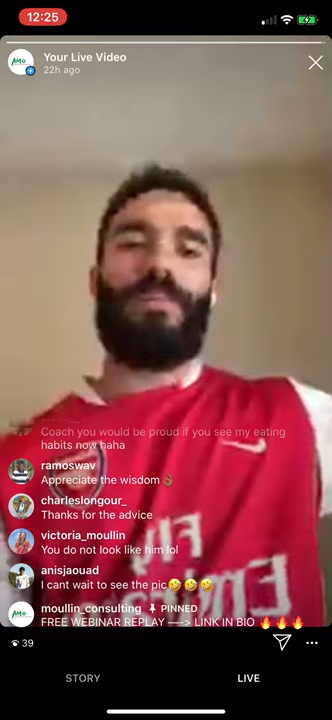 12:25
Your Live Video
22h ago
Coach you would be proud if you see my eating
habits now haha
ramoswav
Appreciate the wisdom👌🏾
charleslongour_
Thanks for the advice
victoria_moullin
You do not look like him lol
anisjaouad
I cant wait to see the pic🤣🤣🤣
moullin_consulting PINNED
FREE WEBINAR REPLAY —-> LINK IN BIO 🔥🔥🔥
Fly
Emirates
39
STORY
LIVE